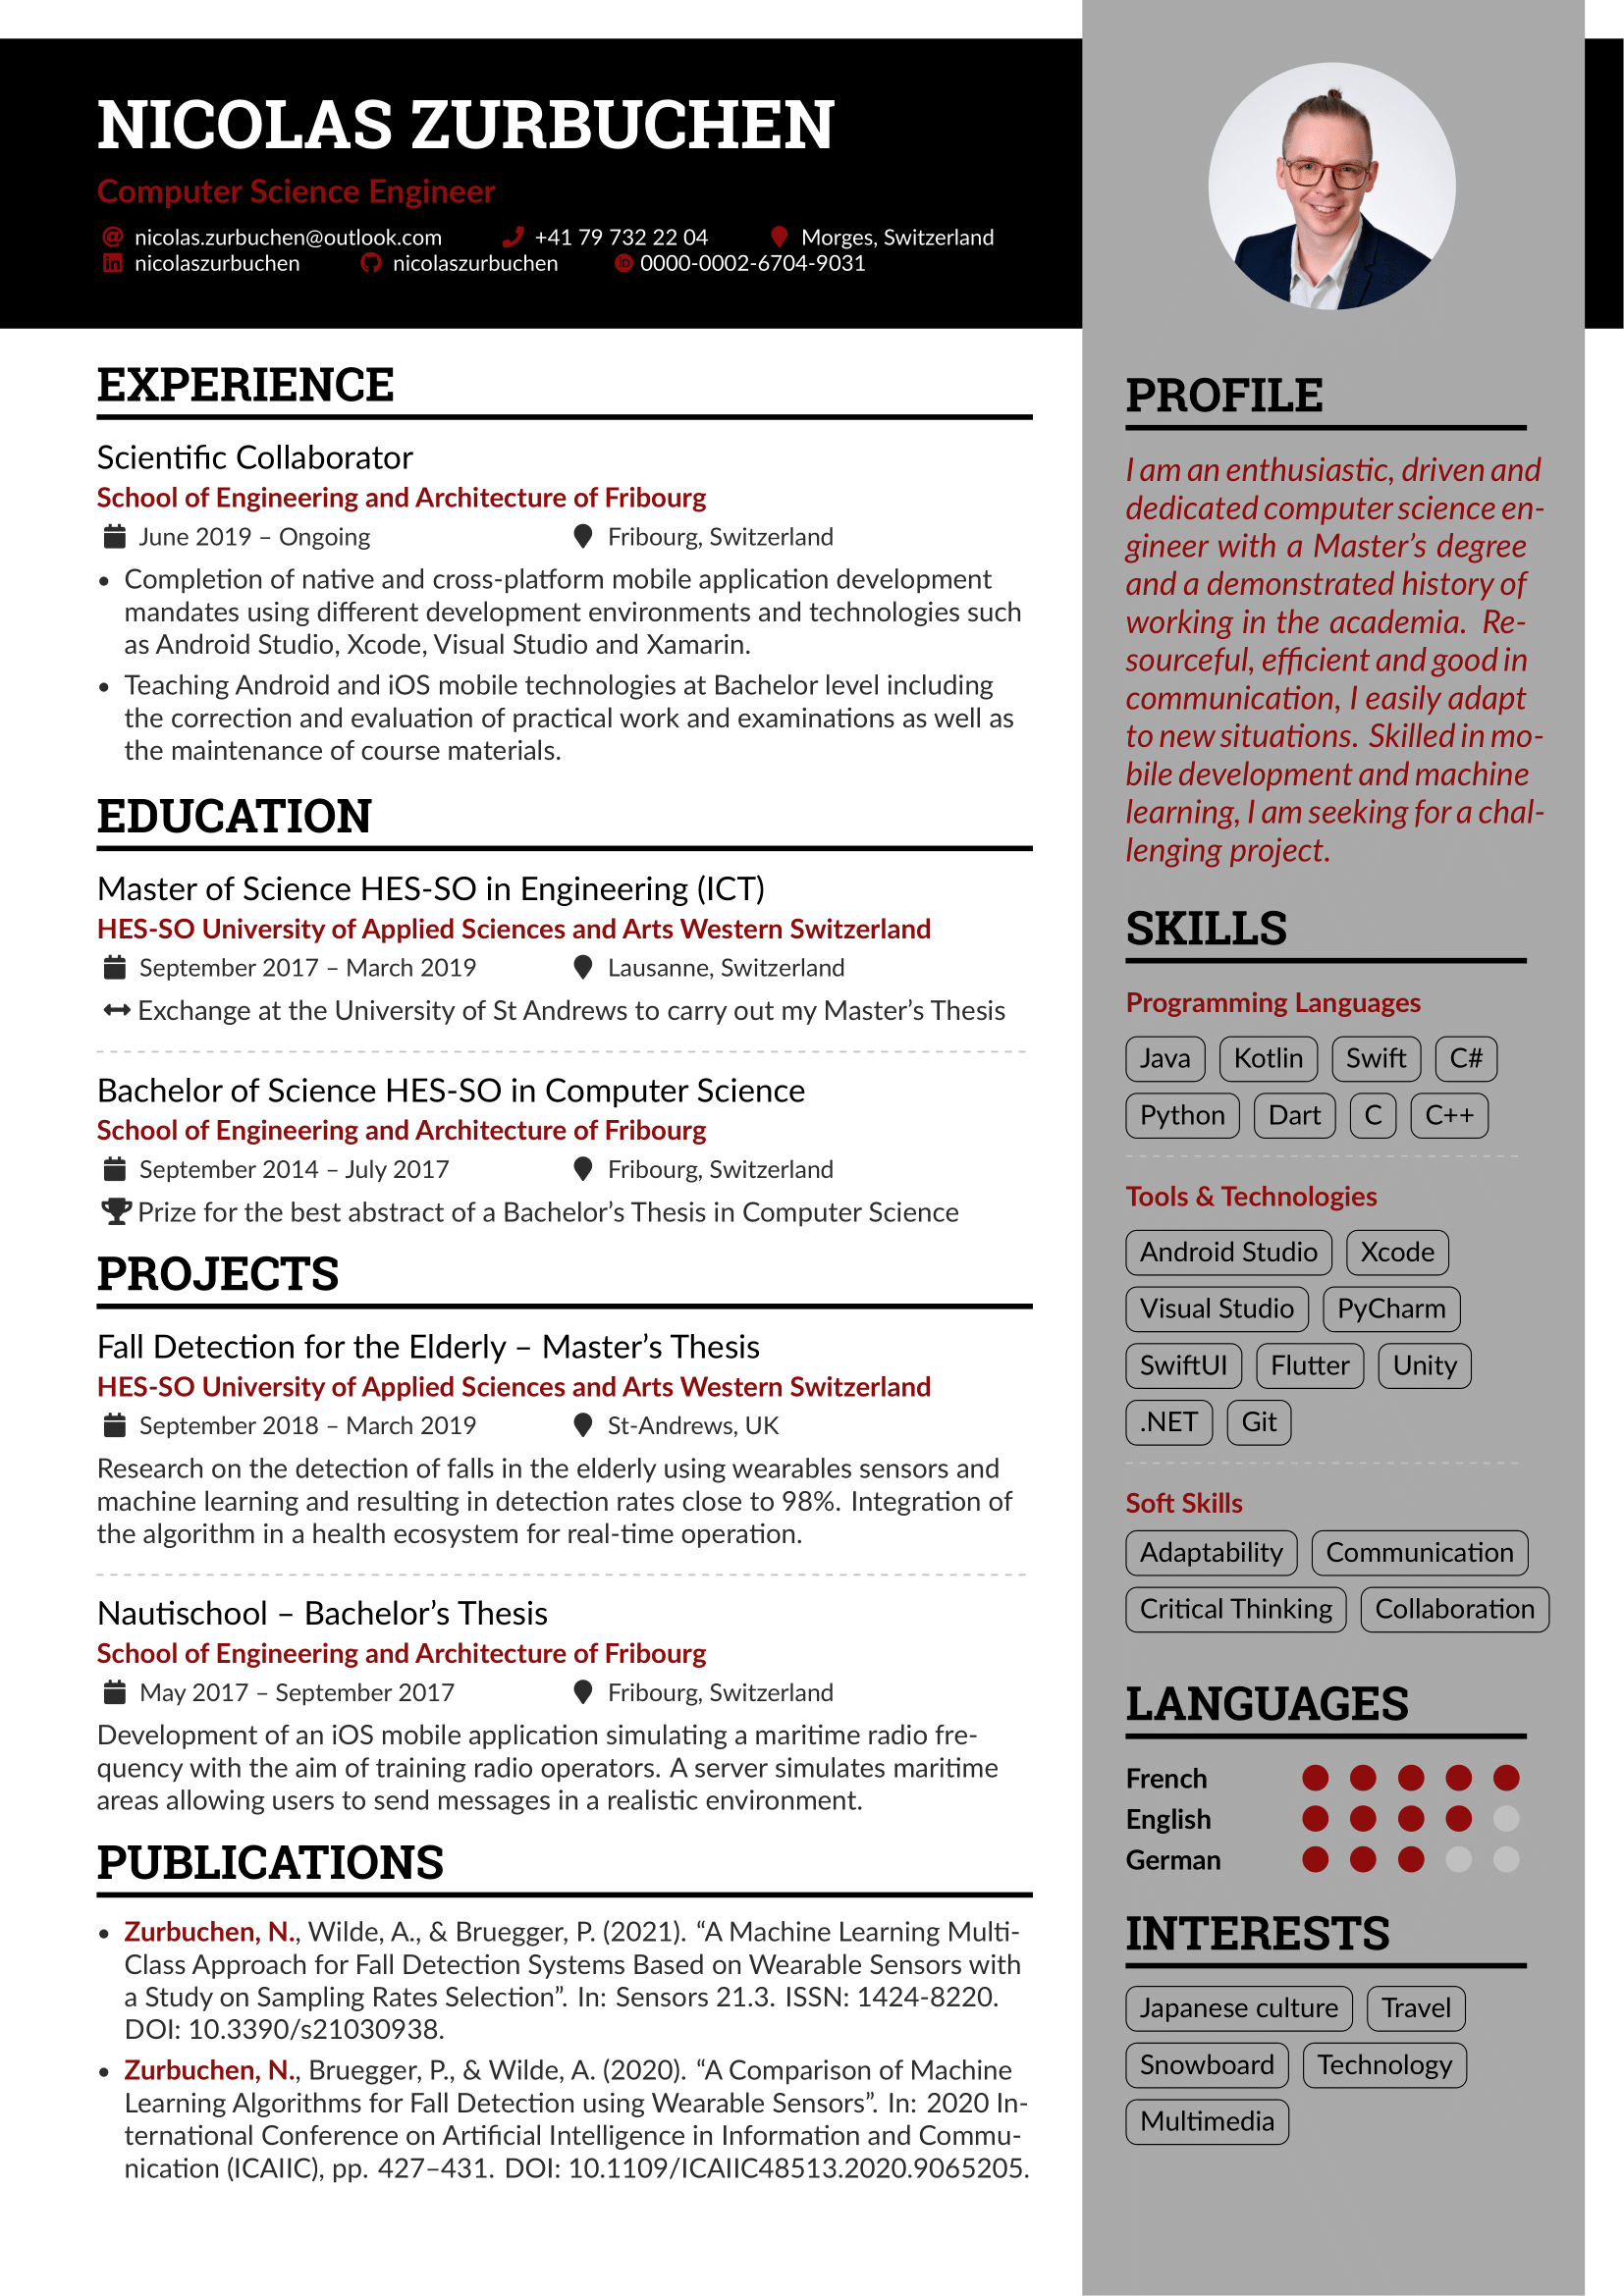 NICOLAS ZURBUCHEN
Computer Science Engineer
nicolas.zurbuchen@outlook.com +41 79 732 22 04 Morges, Switzerland
nicolaszurbuchen nicolaszurbuchen 0000-0002-6704-9031
EXPERIENCE
Scientific Collaborator
School of Engineering and Architecture of Fribourg
June 2019 – Ongoing Fribourg, Switzerland
• Completion of native and cross-platform mobile application development
mandates using different development environments and technologies such
as Android Studio, Xcode, Visual Studio and Xamarin.
• Teaching Android and iOS mobile technologies at Bachelor level including
the correction and evaluation of practical work and examinations as well as
the maintenance of course materials.
EDUCATION
Master of Science HES-SO in Engineering (ICT)
HES-SO University of Applied Sciences and Arts Western Switzerland
September 2017 – March 2019 Lausanne, Switzerland
Exchange at the University of St Andrews to carry out my Master’s Thesis
Bachelor of Science HES-SO in Computer Science
School of Engineering and Architecture of Fribourg
September 2014 – July 2017 Fribourg, Switzerland
Prize for the best abstract of a Bachelor’s Thesis in Computer Science
PROJECTS
Fall Detection for the Elderly – Master’s Thesis
HES-SO University of Applied Sciences and Arts Western Switzerland
September 2018 – March 2019 St-Andrews, UK
Research on the detection of falls in the elderly using wearables sensors and
machine learning and resulting in detection rates close to 98%. Integration of
the algorithm in a health ecosystem for real-time operation.
Nautischool – Bachelor’s Thesis
School of Engineering and Architecture of Fribourg
May 2017 – September 2017 Fribourg, Switzerland
Development of an iOS mobile application simulating a maritime radio fre-
quency with the aim of training radio operators. A server simulates maritime
areas allowing users to send messages in a realistic environment.
PUBLICATIONS
• Zurbuchen, N., Wilde, A., & Bruegger, P. (2021). “A Machine Learning Multi-
Class Approach for Fall Detection Systems Based on Wearable Sensors with
a Study on Sampling Rates Selection”. In: Sensors 21.3. ISSN: 1424-8220.
DOI: 10.3390/s21030938.
• Zurbuchen, N., Bruegger, P., & Wilde, A. (2020). “A Comparison of Machine
Learning Algorithms for Fall Detection using Wearable Sensors”. In: 2020 In-
ternational Conference on Artificial Intelligence in Information and Commu-
nication (ICAIIC), pp. 427–431. DOI: 10.1109/ICAIIC48513.2020.9065205.
PROFILE
I am an enthusiastic, driven and
dedicated computer science en-
gineer with a Master’s degree
and a demonstrated history of
working in the academia. Re-
sourceful, efficient and good in
communication, I easily adapt
to new situations. Skilled in mo-
bile development and machine
learning, I am seeking for a chal-
lenging project.
SKILLS
Programming Languages
Java Kotlin Swift C#
Python Dart C C++
Tools & Technologies
Android Studio Xcode
Visual Studio PyCharm
SwiftUI Flutter Unity
.NET Git
Soft Skills
Adaptability Communication
Critical Thinking Collaboration
LANGUAGES
French
English
German
INTERESTS
Japanese culture Travel
Snowboard Technology
Multimedia